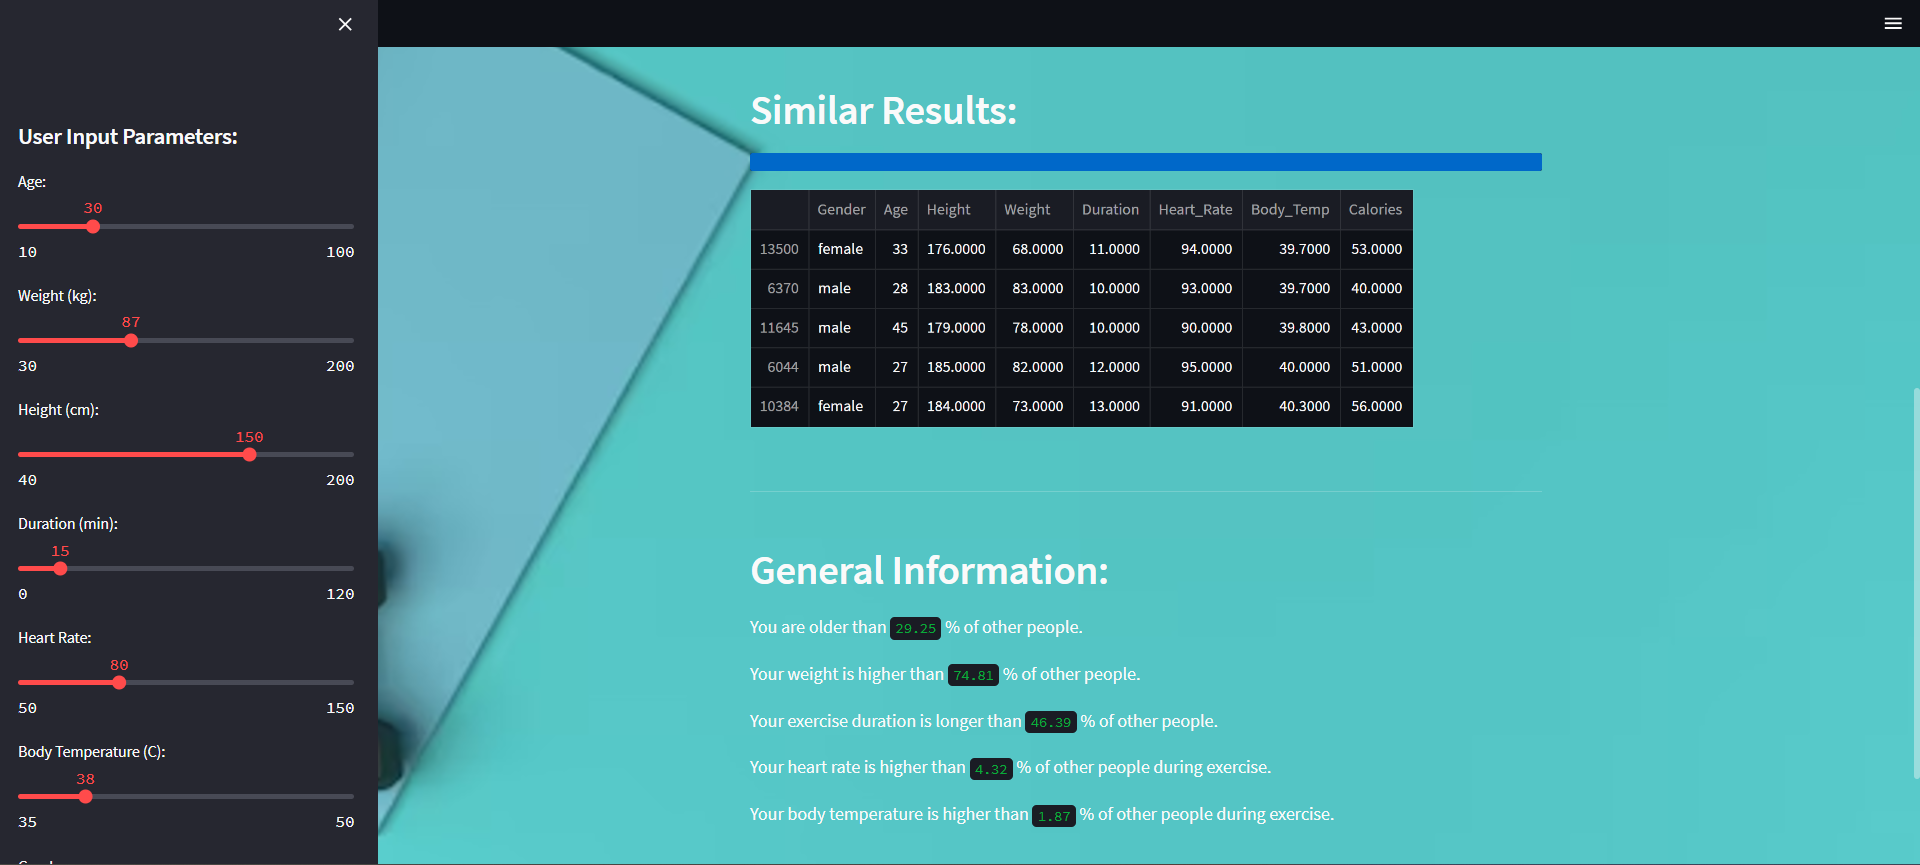 User Input Parameters:
Age:
30
10 100
Weight (kg):
87
30 200
Height (cm):
150
40 200
Duration (min):
15
0 120
Heart Rate:
80
50 150
Body Temperature (C):
38
35 50
Similar Results:
Gender Age Height Weight Duration Heart_Rate Body_Temp Calories
13500 female 33 176.0000 68.0000 11.0000 94.0000 39.7000 53.0000
6370 male 28 183.0000 83.0000 10.0000 93.0000 39.7000 40.0000
11645 male 45 179.0000 78.0000 10.0000 90.0000 39.8000 43.0000
6044 male 27 185.0000 82.0000 12.0000 95.0000 40.0000 51.0000
10384 female 27 184.0000 73.0000 13.0000 91.0000 40.3000 56.0000
General Information:
You are older than 29.25 % of other people.
Your weight is higher than 74.81 % of other people.
Your exercise duration is longer than 46.39 % of other people.
Your heart rate is higher than 4.32 % of other people during exercise.
Your body temperature is higher than 1.87 % of other people during exercise.